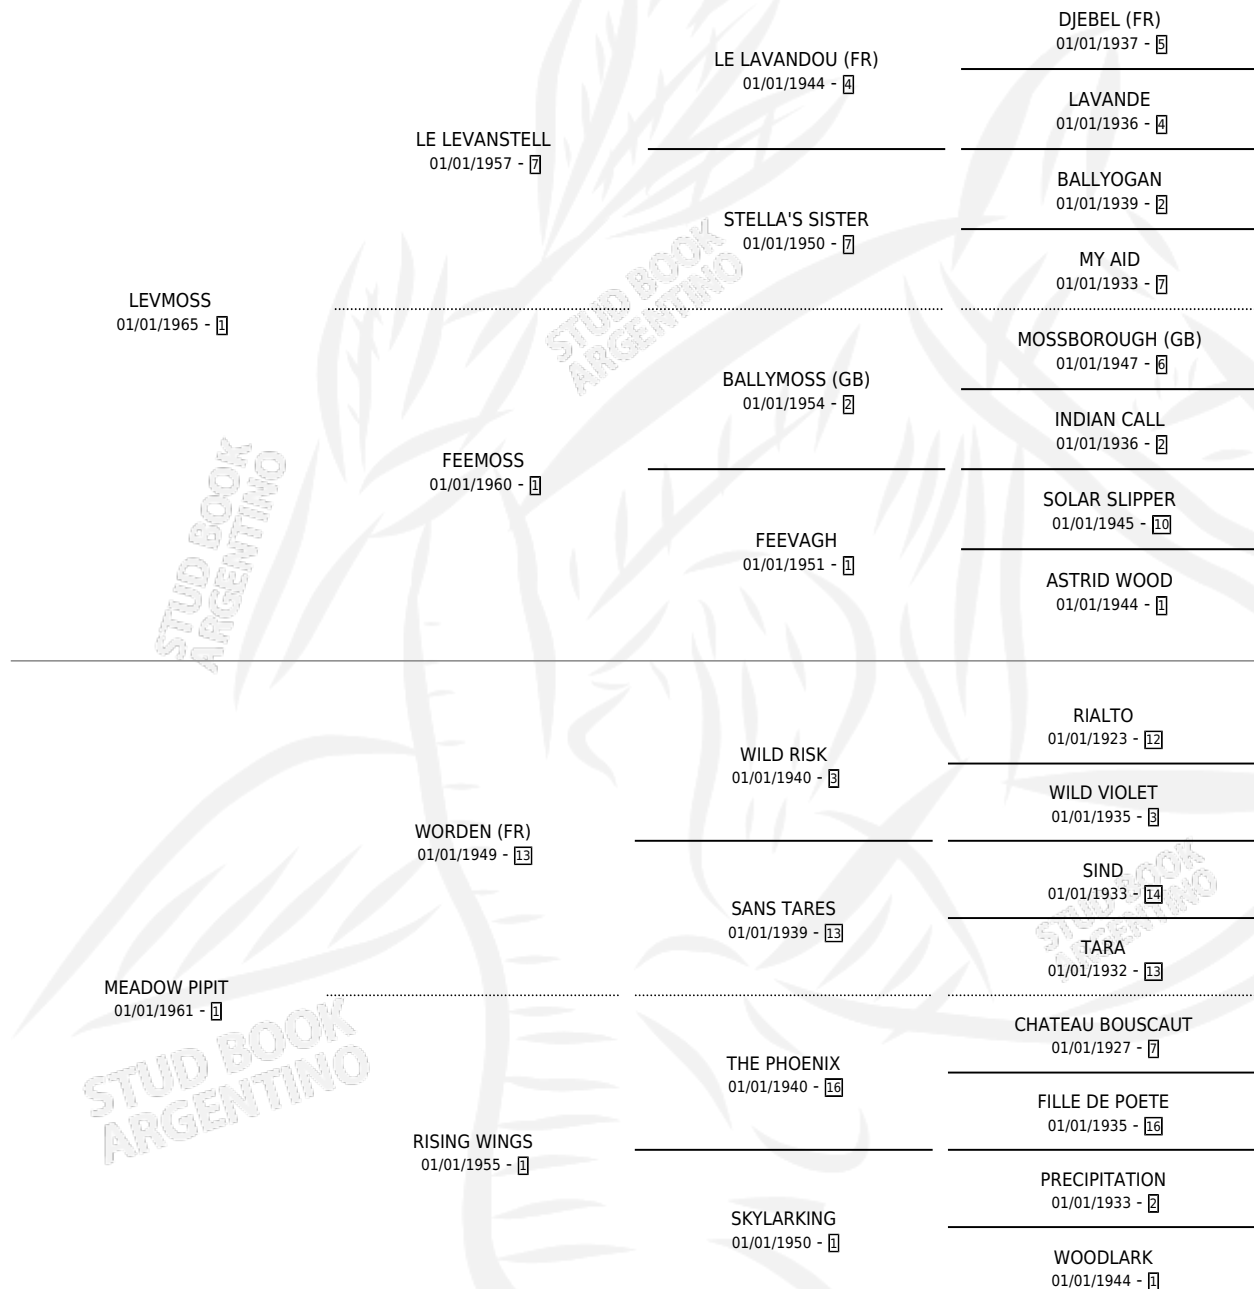 DJEBEL (FR)
01/01/1937 - 5
LE LAVANDOU (FR)
01/01/1944 - 4
LAVANDE
01/01/1936 - 4
LE LEVANSTELL
01/01/1957 - 7
BALLYOGAN
01/01/1939 - 2
STELLA'S SISTER
01/01/1950 - 7
MY AID
01/01/1933 - 7
LEVMOSS
01/01/1965 - 1
MOSSBOROUGH (GB)
01/01/1947 - 6
BALLYMOSS (GB)
01/01/1954 - 2
INDIAN CALL
01/01/1936 - 2
FEEMOSS
01/01/1960 - 1
SOLAR SLIPPER
01/01/1945 - 10
FEEVAGH
01/01/1951 - 1
ASTRID WOOD
01/01/1944 - 1
RIALTO
01/01/1923 - 12
WILD RISK
01/01/1940 - 3
WILD VIOLET
01/01/1935 - 3
WORDEN (FR)
01/01/1949 - 13
SIND
01/01/1933 - 14
SANS TARES
01/01/1939 - 13
TARA
01/01/1932 - 13
MEADOW PIPIT
01/01/1961 - 1
CHATEAU BOUSCAUT
01/01/1927 - 7
THE PHOENIX
01/01/1940 - 16
FILLE DE POETE
01/01/1935 - 16
RISING WINGS
01/01/1955 - 1
PRECIPITATION
01/01/1933 - 2
SKYLARKING
01/01/1950 - 1
WOODLARK
01/01/1944 - 1
STUD BOOK
ARGENTINO
STUD BOOK
ARGENTINO
STUD BOOK
ARGENTINO
STUD BOOK
ARGENTINO